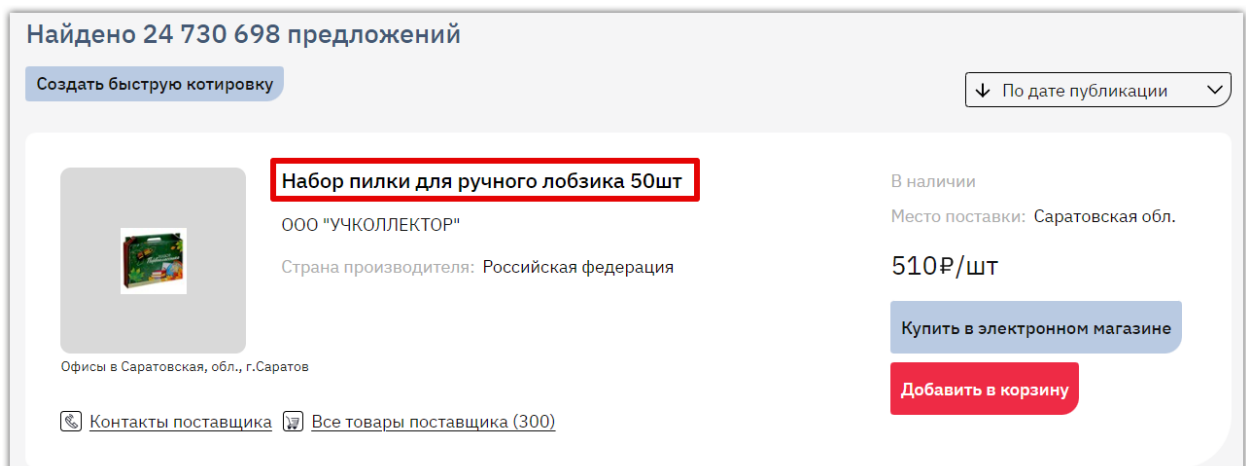 Найдено 24 730 698 предложений
Создать быструю котировку
По дате публикации
Набор пилки для ручного лобзика 50шт
ООО "УЧКОЛЛЕКТОР"
Страна производителя: Российская федерация
Офисы в Саратовская, обл., г.Саратов
Контакты поставщика
Все товары поставщика (300)
В наличии
Место поставки: Саратовская обл.
510₽/шт
Купить в электронном магазине
Добавить в корзину